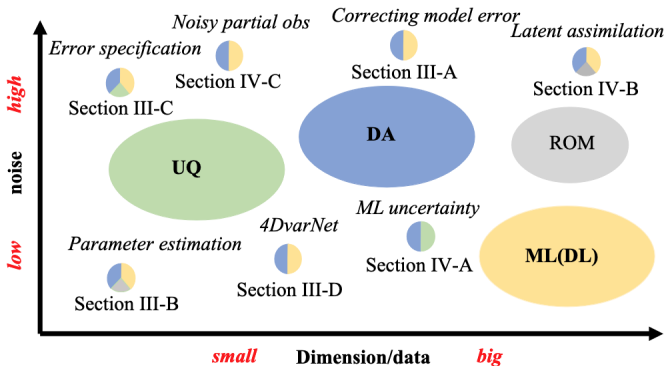 Noisy partial obs
Section IV-C
Correcting model error
Section III-A
Latent assimilation
Section IV-B
Error specification
Section III-C
high
noise
low
UQ
DA
ROM
ML(DL)
Parameter estimation
Section III-B
4DvarNet
Section III-D
ML uncertainty
Section IV-A
small
Dimension/data
big